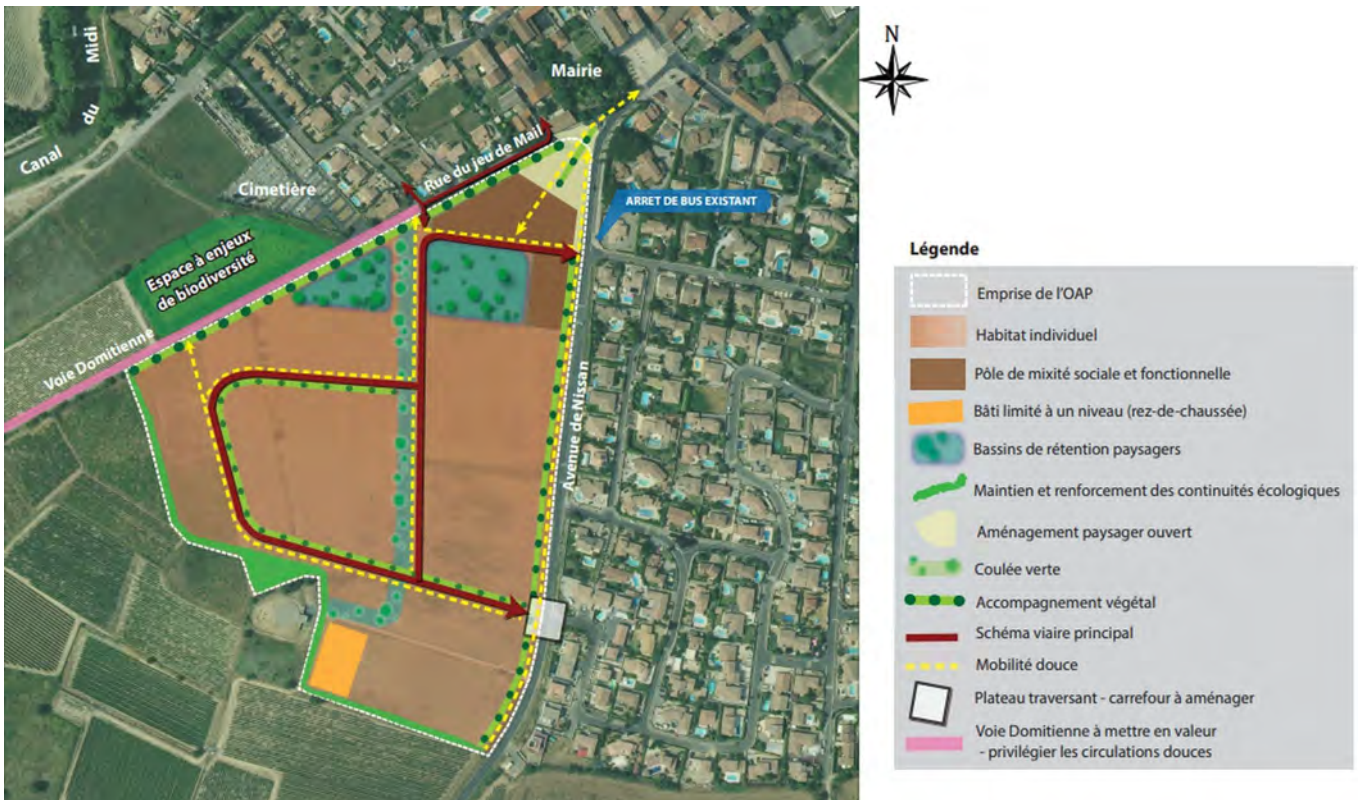 Canal
du
Midi
Mairie
Rue du jeu de Mail
Cimetière
ARRET DE BUS EXISTANT
Espace à enjeux
de biodiversité
Voie Domitienne
Avenue de Nissan
N
Légende
Emprise de l'OAP
Habitat individuel
Pôle de mixité sociale et fonctionnelle
Bâti limité à un niveau (rez-de-chaussée)
Bassins de rétention paysagers
Maintien et renforcement des continuités écologiques
Aménagement paysager ouvert
Coulée verte
Accompagnement végétal
Schéma viaire principal
Mobilité douce
Plateau traversant - carrefour à aménager
Voie Domitienne à mettre en valeur
- privilégier les circulations douces